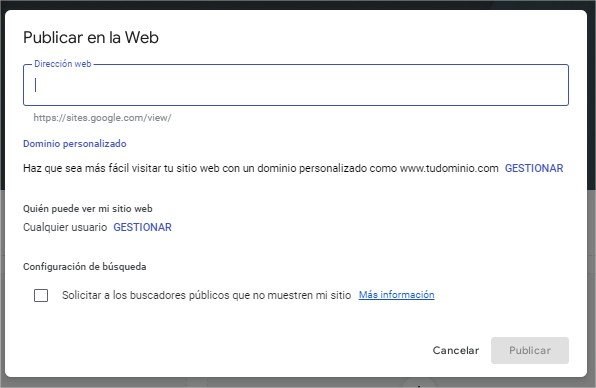 Publicar en la Web
Dirección web
https://sites.google.com/view/
Dominio personalizado
Haz que sea más fácil visitar tu sitio web con un dominio personalizado como www.tudominio.com GESTIONAR
Quién puede ver mi sitio web
Cualquier usuario GESTIONAR
Configuración de búsqueda
Solicitar a los buscadores públicos que no muestren mi sitio Más información
Cancelar Publicar